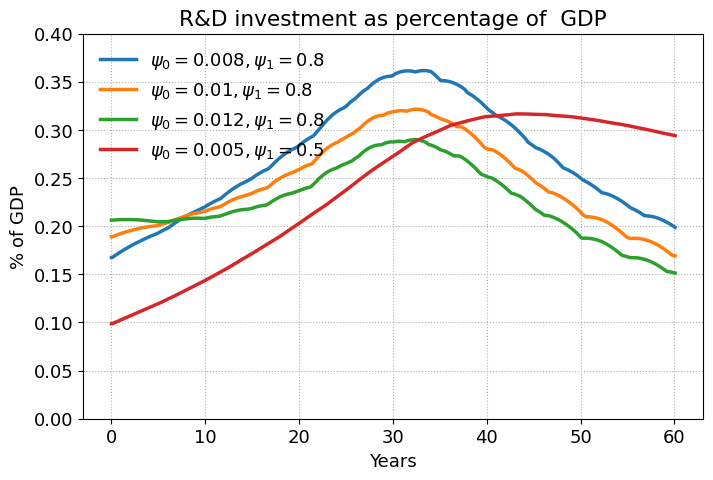 R&D investment as percentage of  GDP
ψ₀ = 0.008, ψ₁ = 0.8
ψ₀ = 0.01, ψ₁ = 0.8
ψ₀ = 0.012, ψ₁ = 0.8
ψ₀ = 0.005, ψ₁ = 0.5
% of GDP
0.40
0.35
0.30
0.25
0.20
0.15
0.10
0.05
0.00
0 10 20 30 40 50 60
Years